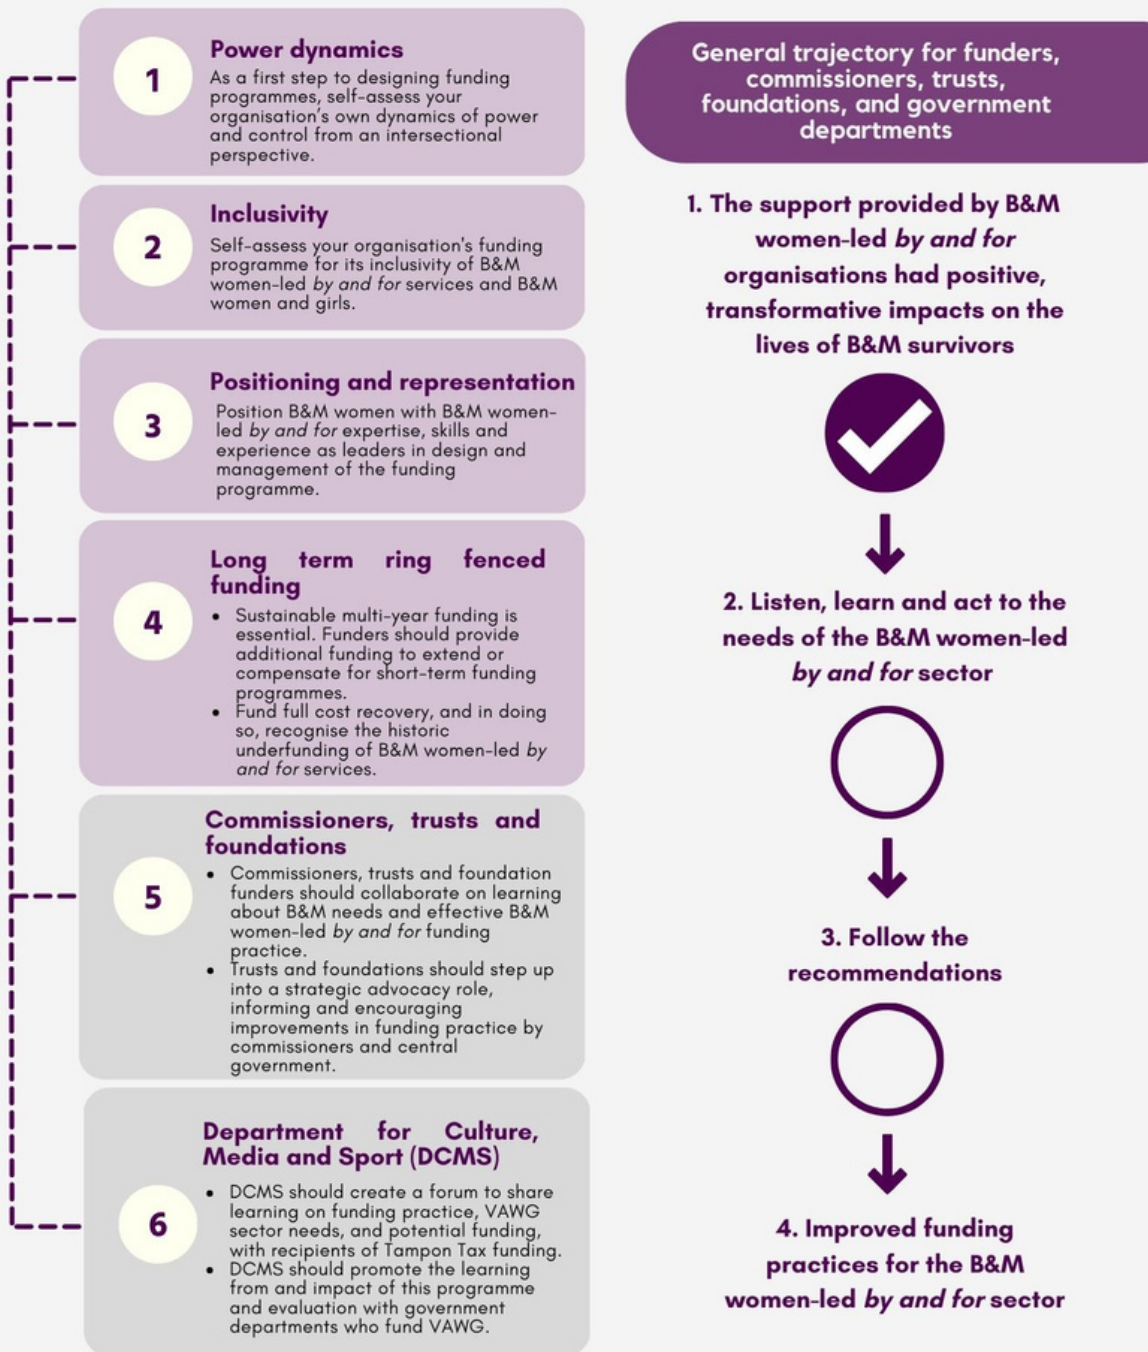 1
Power dynamics
As a first step to designing funding
programmes, self-assess your
organisation's own dynamics of power
and control from an intersectional
perspective.
2
Inclusivity
Self-assess your organisation's funding
programme for its inclusivity of B&M
women-led by and for services and B&M
women and girls.
3
Positioning and representation
Position B&M women with B&M women-
led by and for expertise, skills and
experience as leaders in design and
management of the funding
programme.
4
Long term ring fenced
funding
• Sustainable multi-year funding is
essential. Funders should provide
additional funding to extend or
compensate for short-term funding
programmes.
• Fund full cost recovery, and in doing
so, recognise the historic
underfunding of B&M women-led by
and for services.
5
Commissioners, trusts and
foundations
• Commissioners, trusts and foundation
funders should collaborate on learning
about B&M needs and effective B&M
women-led by and for funding
practice.
• Trusts and foundations should step up
into a strategic advocacy role,
informing and encouraging
improvements in funding practice by
commissioners and central
government.
6
Department for Culture,
Media and Sport (DCMS)
• DCMS should create a forum to share
learning on funding practice, VAWG
sector needs, and potential funding,
with recipients of Tampon Tax funding.
• DCMS should promote the learning
from and impact of this programme
and evaluation with government
departments who fund VAWG.
General trajectory for funders,
commissioners, trusts,
foundations, and government
departments
1. The support provided by B&M
women-led by and for
organisations had positive,
transformative impacts on the
lives of B&M survivors
2. Listen, learn and act to the
needs of the B&M women-led
by and for sector
3. Follow the
recommendations
4. Improved funding
practices for the B&M
women-led by and for sector